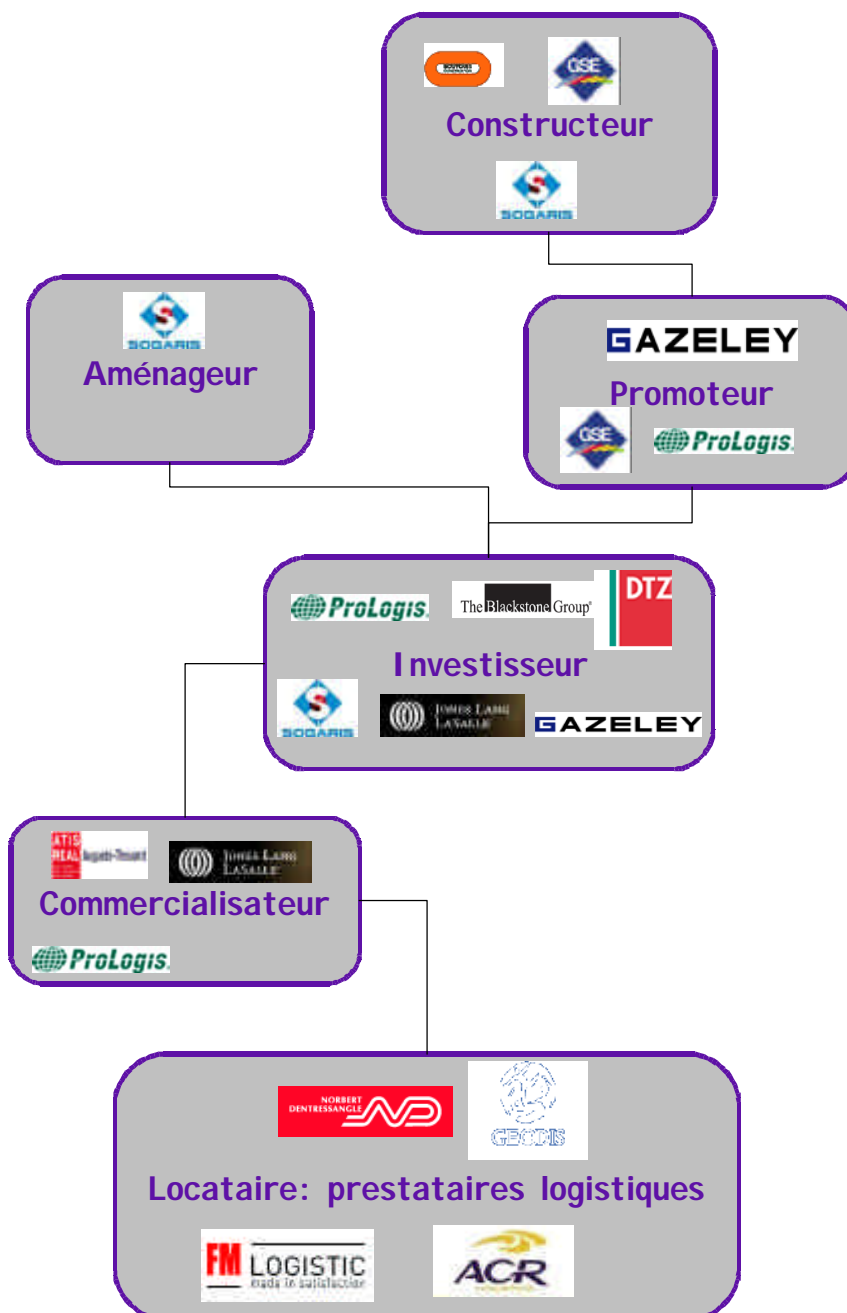 BOUYGUES
CONSTRUCTION
GSE
Constructeur
SOGARIS
SOGARIS
Aménageur
GAZELEY
Promoteur
GSE
ProLogis.
ProLogis.
The Blackstone Group®
DTZ
Investisseur
SOGARIS
JONES LANG
LASALLE®
GAZELEY
ATIS
REAL
JONES LANG
LASALLE®
Commercialisateur
ProLogis.
NORBERT
DENTRESSANGLE
ND
GEODIS
Locataire: prestataires logistiques
FM LOGISTIC
made in satisfaction
ACR